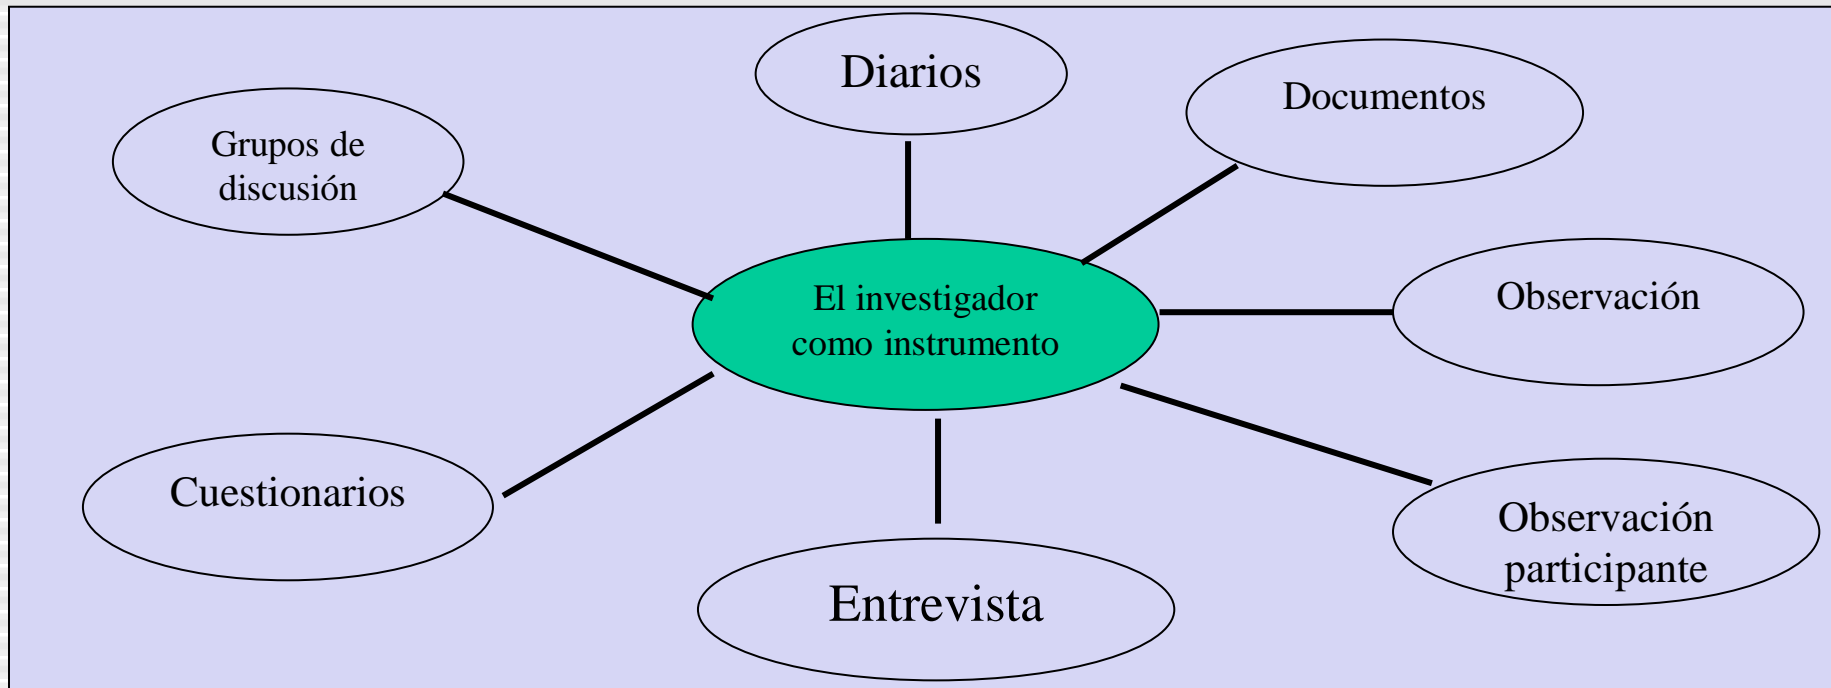 Diarios
Documentos
Grupos de
discusión
El investigador
como instrumento
Observación
Cuestionarios
Observación
participante
Entrevista